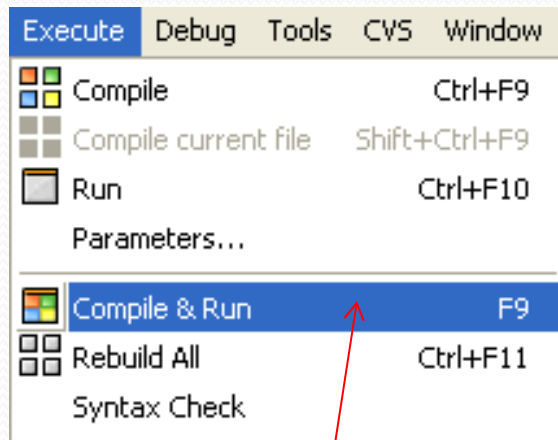 Execute Debug Tools CVS Window
Compile Ctrl+F9
Compile current file Shift+Ctrl+F9
Run Ctrl+F10
Parameters...
Compile & Run F9
Rebuild All Ctrl+F11
Syntax Check